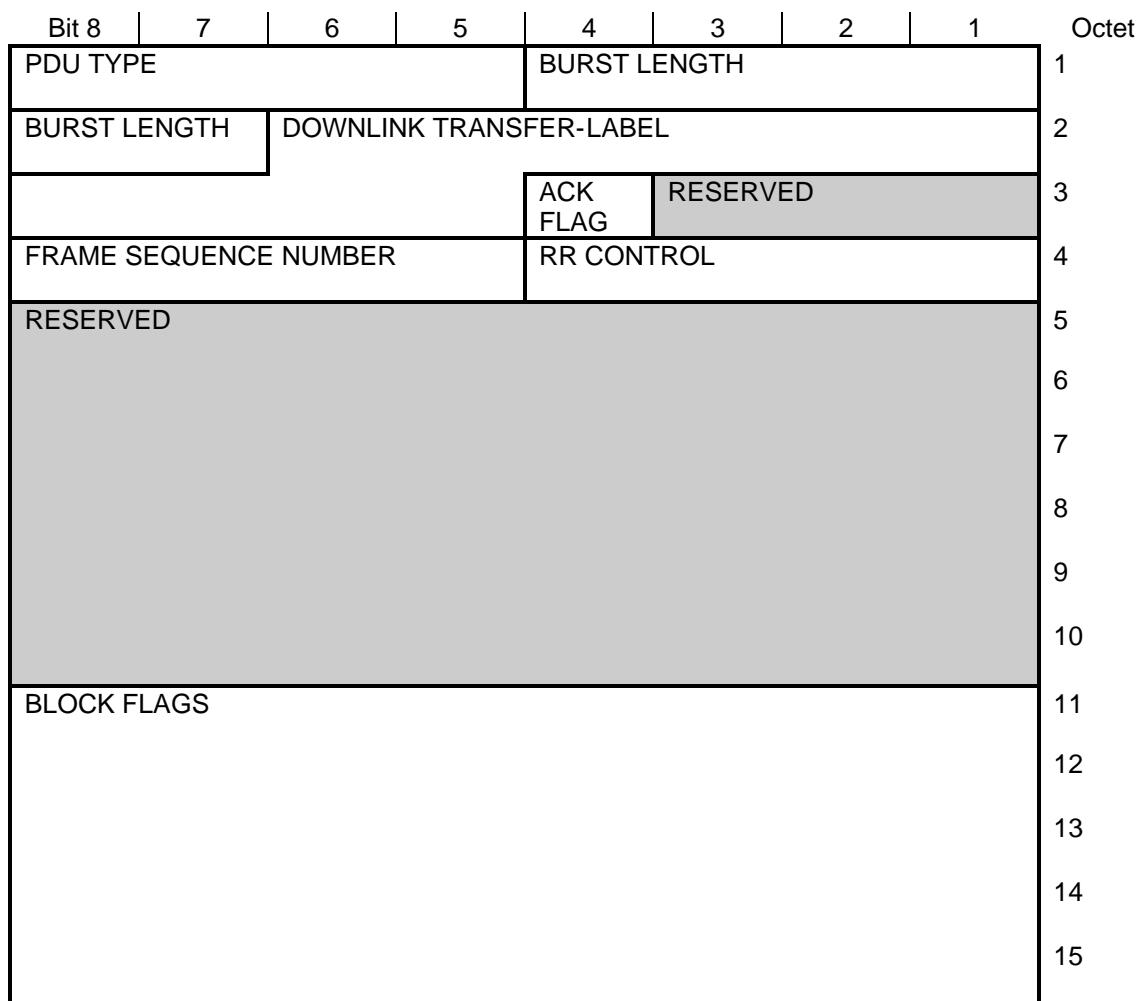 Bit 8 7 6 5 4 3 2 1 Octet
PDU TYPE BURST LENGTH 1
BURST LENGTH DOWNLINK TRANSFER-LABEL 2
ACK RESERVED 3
FLAG
FRAME SEQUENCE NUMBER RR CONTROL 4
RESERVED 5
6
7
8
9
10
BLOCK FLAGS 11
12
13
14
15